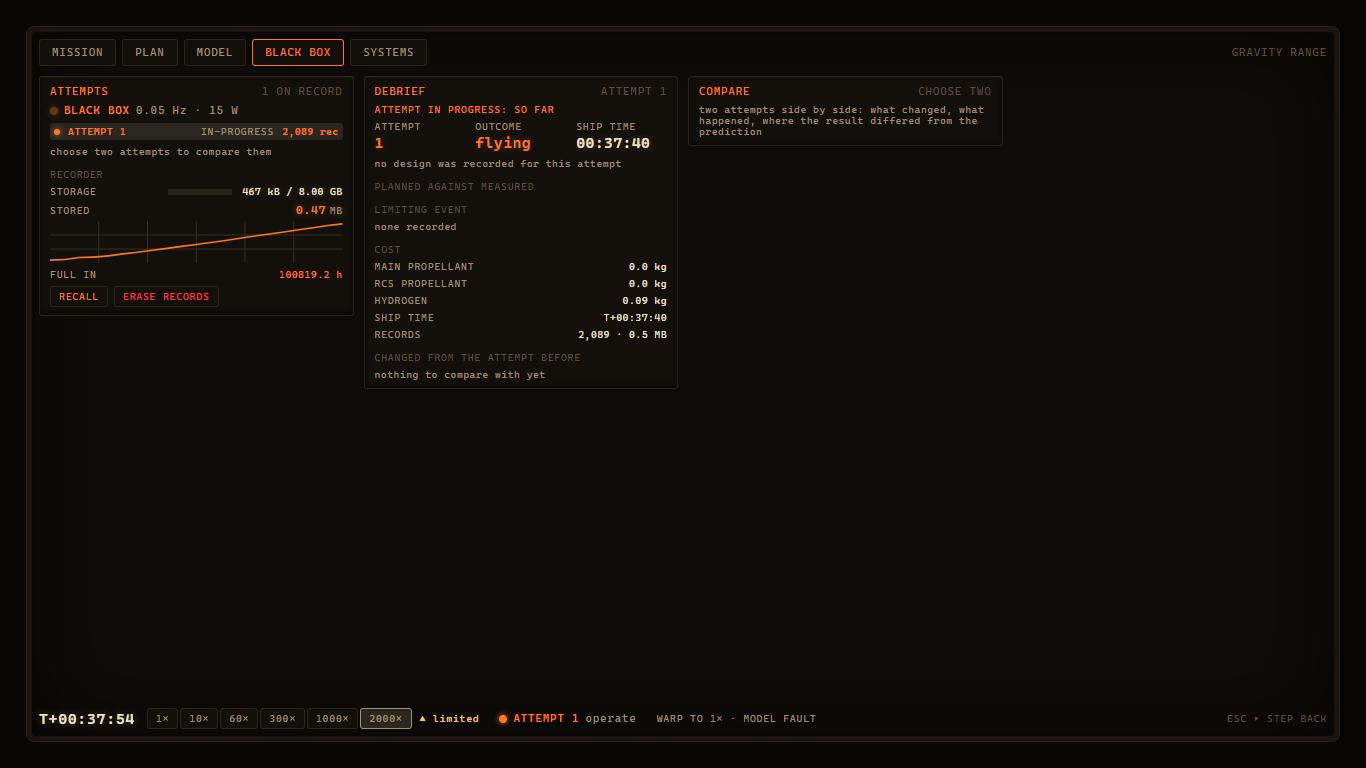 MISSION PLAN MODEL BLACK BOX SYSTEMS GRAVITY RANGE
ATTEMPTS 1 ON RECORD
BLACK BOX 0.05 Hz · 15 W
ATTEMPT 1 IN-PROGRESS 2,089 rec
choose two attempts to compare them
RECORDER
STORAGE 467 kB / 8.00 GB
STORED 0.47 MB
FULL IN 100819.2 h
RECALL ERASE RECORDS
DEBRIEF ATTEMPT 1
ATTEMPT IN PROGRESS: SO FAR
ATTEMPT OUTCOME SHIP TIME
1 flying 00:37:40
no design was recorded for this attempt
PLANNED AGAINST MEASURED
LIMITING EVENT
none recorded
COST
MAIN PROPELLANT 0.0 kg
RCS PROPELLANT 0.0 kg
HYDROGEN 0.09 kg
SHIP TIME T+00:37:40
RECORDS 2,089 · 0.5 MB
CHANGED FROM THE ATTEMPT BEFORE
nothing to compare with yet
COMPARE CHOOSE TWO
two attempts side by side: what changed, what
happened, where the result differed from the
prediction
T+00:37:54 1× 10× 60× 300× 1000× 2000× ▲ limited ATTEMPT 1 operate WARP TO 1× · MODEL FAULT ESC ▸ STEP BACK